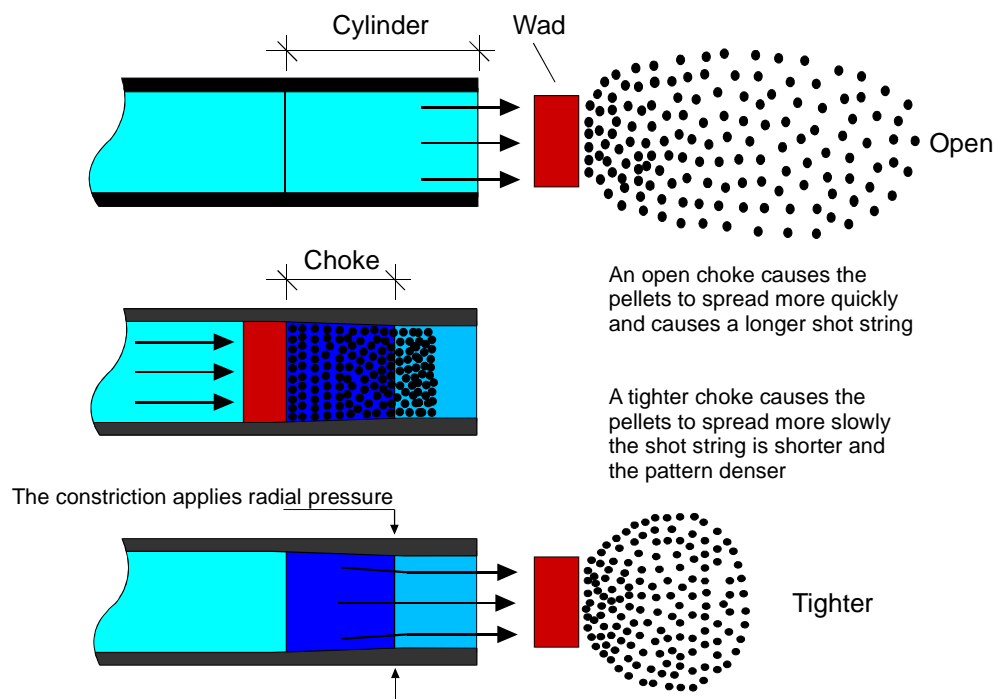 Cylinder
Wad
Open
Choke
An open choke causes the
pellets to spread more quickly
and causes a longer shot string
A tighter choke causes the
pellets to spread more slowly
the shot string is shorter and
the pattern denser
The constriction applies radial pressure
Tighter